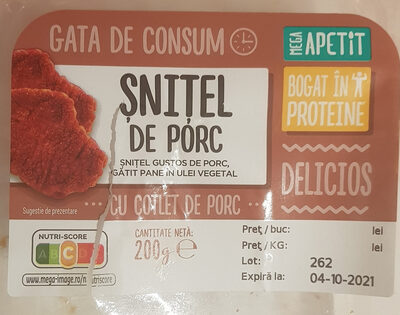 GATA DE CONSUM
MEGA APETIT
BOGAT ÎN
PROTEINE
ȘNIȚEL
DE PORC
ȘNIȚEL GUSTOS DE PORC,
GĂTIT PANE ÎN ULEI VEGETAL
DELICIOS
Sugestie de prezentare
CU COTLET DE PORC
NUTRI-SCORE
A B C D E
www.mega-image.ro/nutriscore
CANTITATE NETĂ:
200g e
Preț / buc: lei
Preț / KG: lei
Lot: 262
Expiră la: 04-10-2021